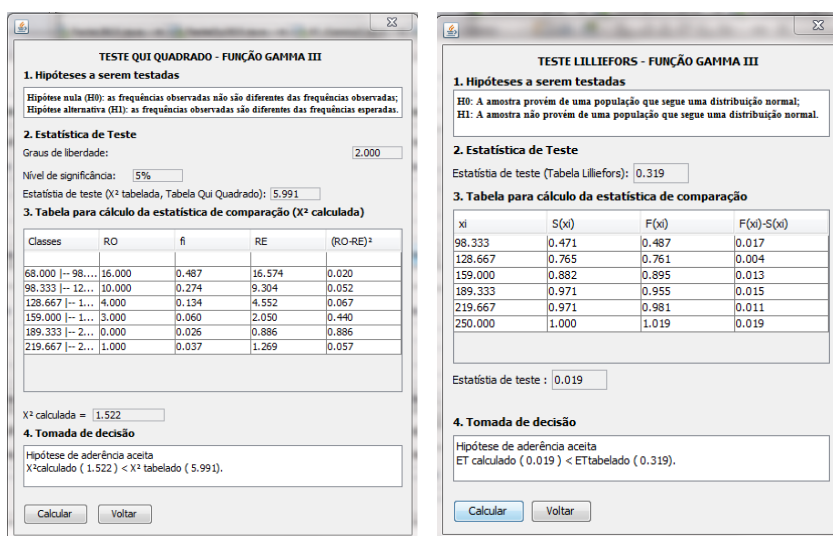 TESTE QUI QUADRADO - FUNÇÃO GAMMA III
1. Hipóteses a serem testadas
Hipótese nula (H0): as frequências observadas não são diferentes das frequências observadas;
Hipótese alternativa (H1): as frequências observadas são diferentes das frequências esperadas.
2. Estatística de Teste
Graus de liberdade: 2.000
Nível de significância: 5%
Estatístia de teste (X² tabelada, Tabela Qui Quadrado): 5.991
3. Tabela para cálculo da estatística de comparação (X² calculada)
Classes RO fi RE (RO-RE)²
68.000 |-- 98.... 16.000 0.487 16.574 0.020
98.333 |-- 12... 10.000 0.274 9.304 0.052
128.667 |-- 1... 4.000 0.134 4.552 0.067
159.000 |-- 1... 3.000 0.060 2.050 0.440
189.333 |-- 2... 0.000 0.026 0.886 0.886
219.667 |-- 2... 1.000 0.037 1.269 0.057
X² calculada = 1.522
4. Tomada de decisão
Hipótese de aderência aceita
X²calculado ( 1.522 ) < X² tabelado ( 5.991).
Calcular Voltar
TESTE LILLIEFORS - FUNÇÃO GAMMA III
1. Hipóteses a serem testadas
H0: A amostra provém de uma população que segue uma distribuição normal;
H1: A amostra não provém de uma população que segue uma distribuição normal.
2. Estatística de Teste
Estatístia de teste (Tabela Lilliefors): 0.319
3. Tabela para cálculo da estatística de comparação
xi S(xi) F(xi) F(xi)-S(xi)
98.333 0.471 0.487 0.017
128.667 0.765 0.761 0.004
159.000 0.882 0.895 0.013
189.333 0.971 0.955 0.015
219.667 0.971 0.981 0.011
250.000 1.000 1.019 0.019
Estatístia de teste : 0.019
4. Tomada de decisão
Hipótese de aderência aceita
ET calculado ( 0.019 ) < ETtabelado ( 0.319).
Calcular Voltar